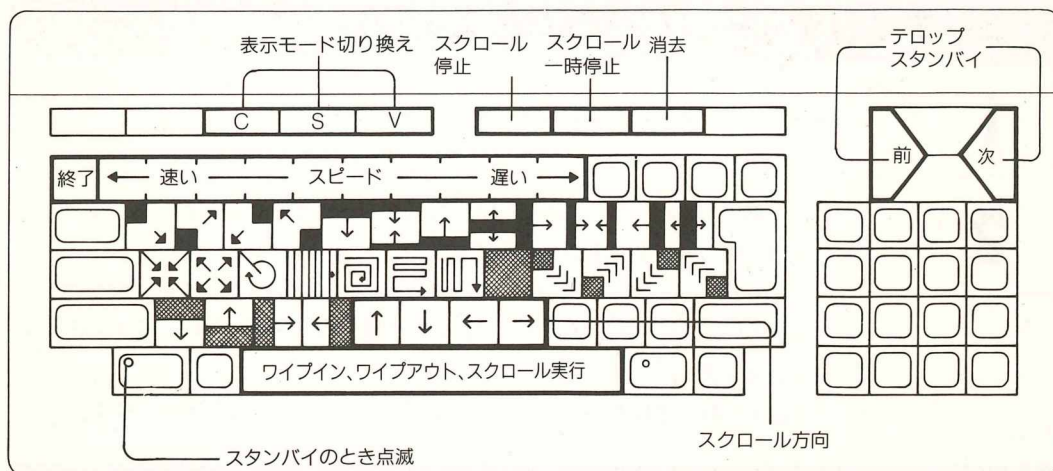 表示モード切り換え
スクロール
停止
スクロール
一時停止
消去
テロップ
スタンバイ
C S V
前 次
終了 速い スピード 遅い
ワイプイン、ワイプアウト、スクロール実行
スクロール方向
スタンバイのとき点滅